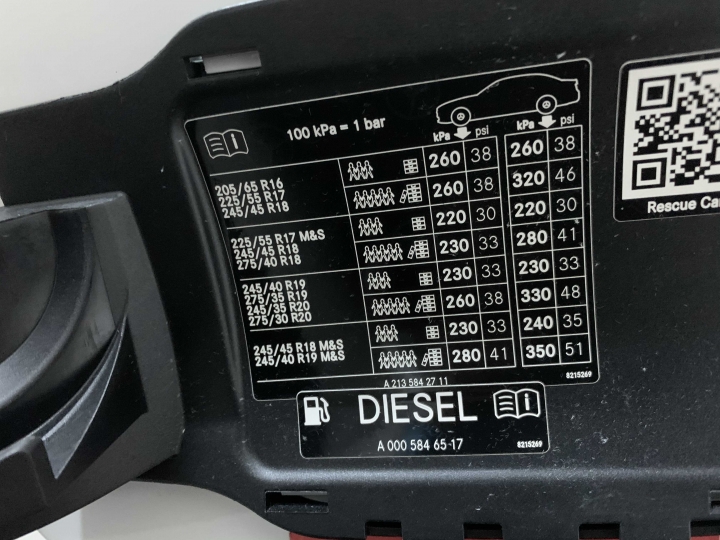 100 kPa = 1 bar
kPa psi kPa psi
205/65 R16
225/55 R17
245/45 R18
260 38 260 38
260 38 320 46
225/55 R17 M&S
245/45 R18
275/40 R18
220 30 220 30
230 33 280 41
245/40 R19
275/35 R19
245/35 R20
275/30 R20
230 33 230 33
260 38 330 48
245/45 R18 M&S
245/40 R19 M&S
230 33 240 35
280 41 350 51
A 213 584 27 11
8215269
DIESEL
A 000 584 65 17
8215269
Rescue Car